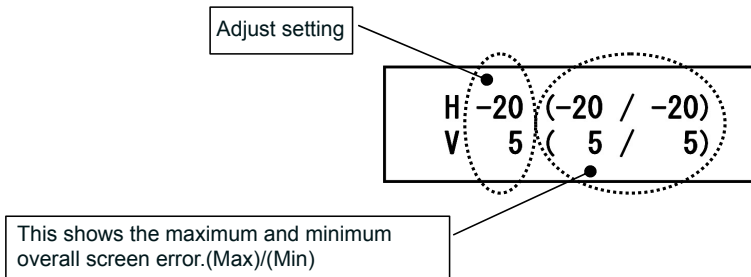 Adjust setting
H -20 (-20 / -20)
V 5 ( 5 / 5)
This shows the maximum and minimum
overall screen error.(Max)/(Min)